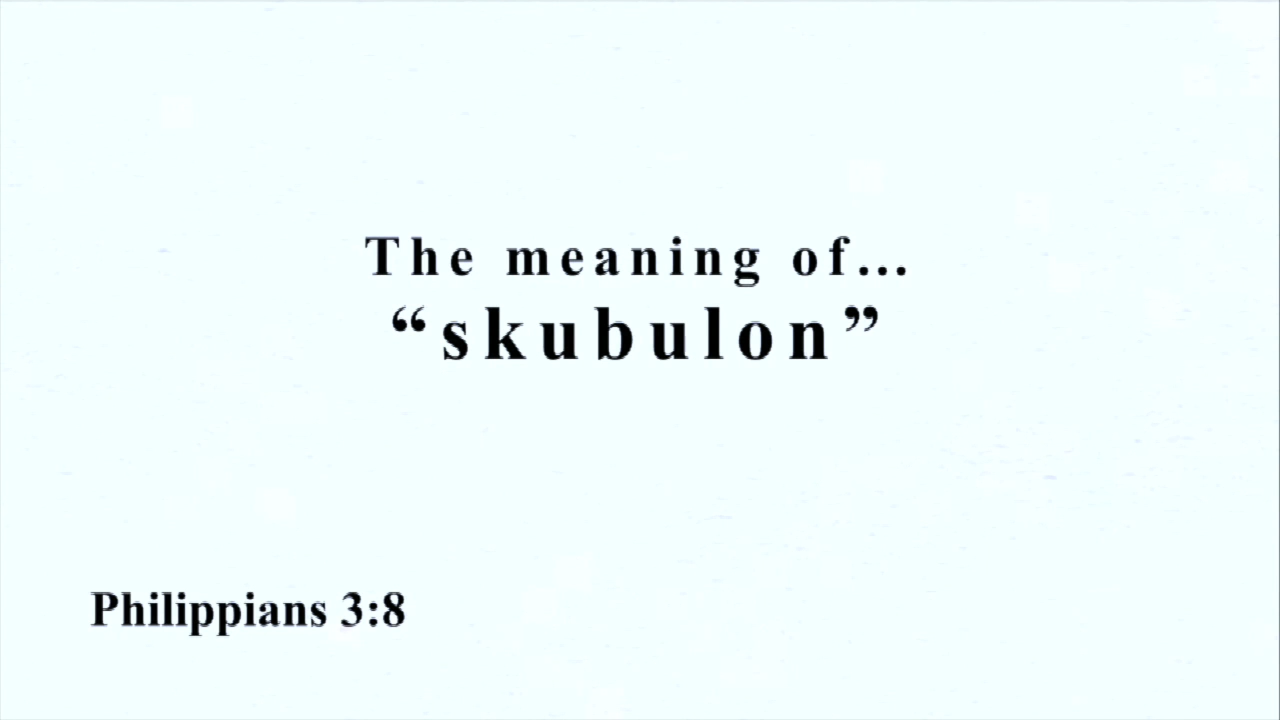 The meaning of...
“skubulon”
Philippians 3:8